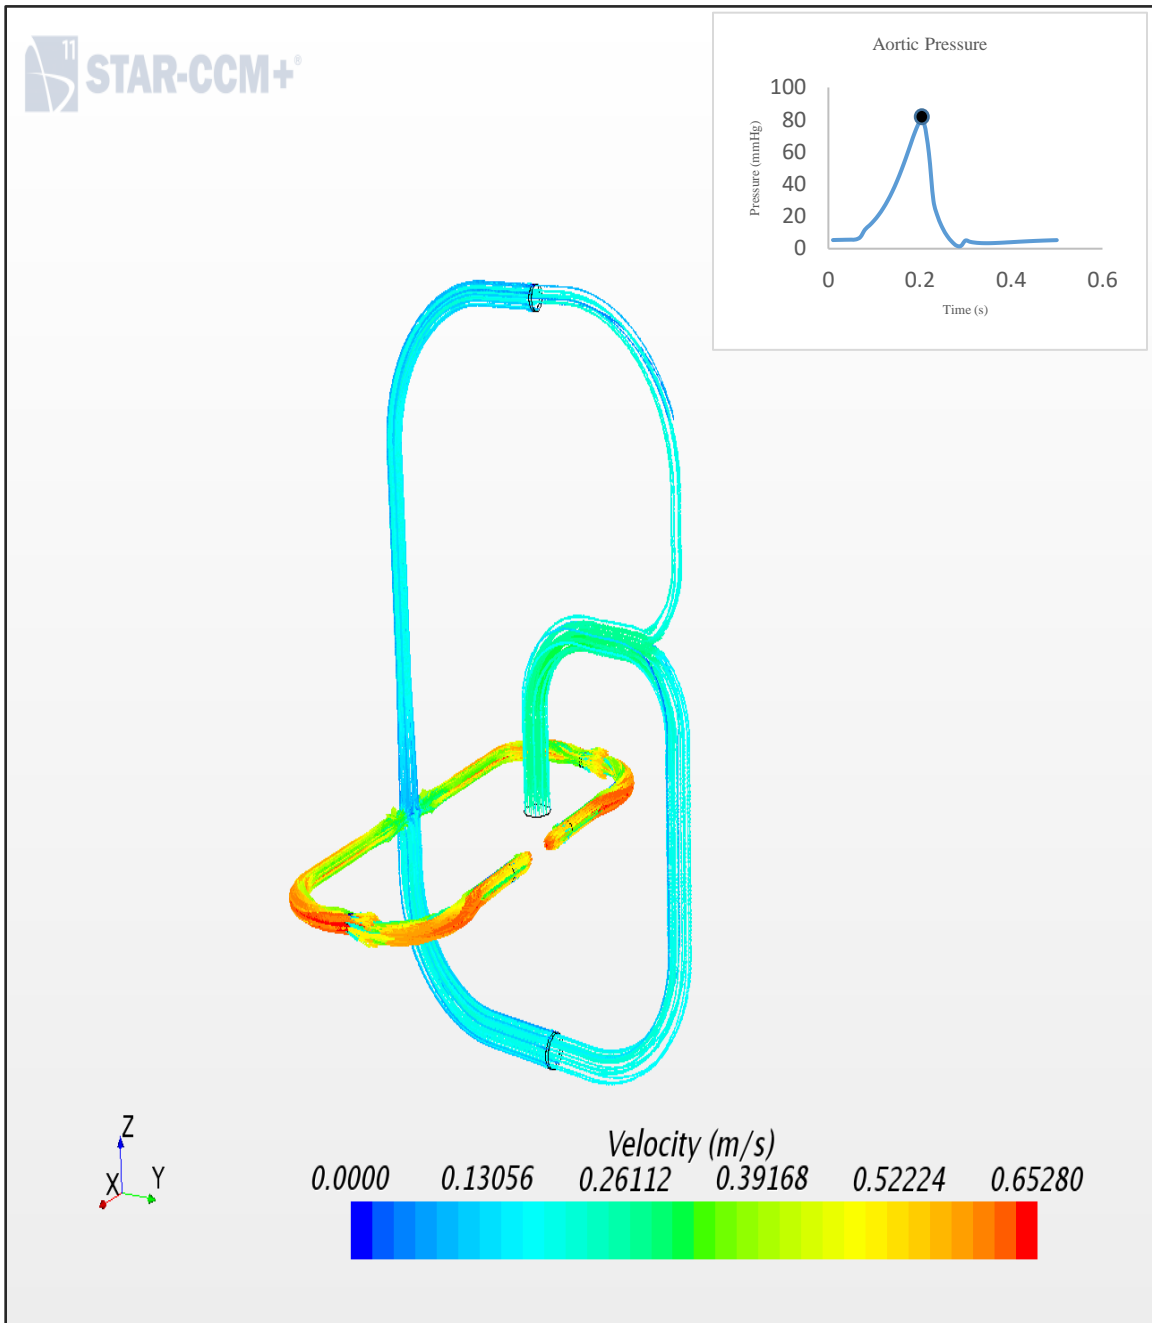 11
STAR-CCM+®
Aortic Pressure
Pressure (mmHg)
100
80
60
40
20
0
0 0.2 0.4 0.6
Time (s)
Z
X Y
Velocity (m/s)
0.0000 0.13056 0.26112 0.39168 0.52224 0.65280